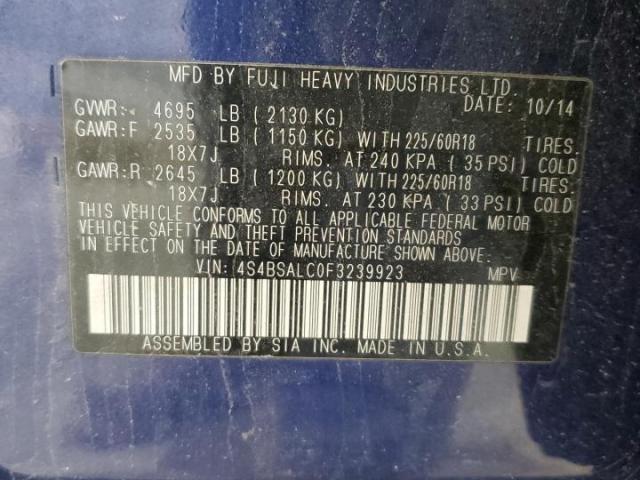 MFD BY FUJI HEAVY INDUSTRIES LTD.
DATE: 10/14
GVWR: 4695 LB ( 2130 KG)
GAWR:F 2535 LB ( 1150 KG) WITH 225/60R18 TIRES.
18X7J RIMS. AT 240 KPA ( 35 PSI) COLD
GAWR:R 2645 LB ( 1200 KG) WITH 225/60R18 TIRES.
18X7J RIMS. AT 230 KPA ( 33 PSI) COLD
THIS VEHICLE CONFORMS TO ALL APPLICABLE FEDERAL MOTOR
VEHICLE SAFETY AND THEFT PREVENTION STANDARDS
IN EFFECT ON THE DATE OF MANUFACTURE SHOWN ABOVE.
VIN: 4S4BSALC0F3239923 MPV
ASSEMBLED BY SIA INC. MADE IN U.S.A.